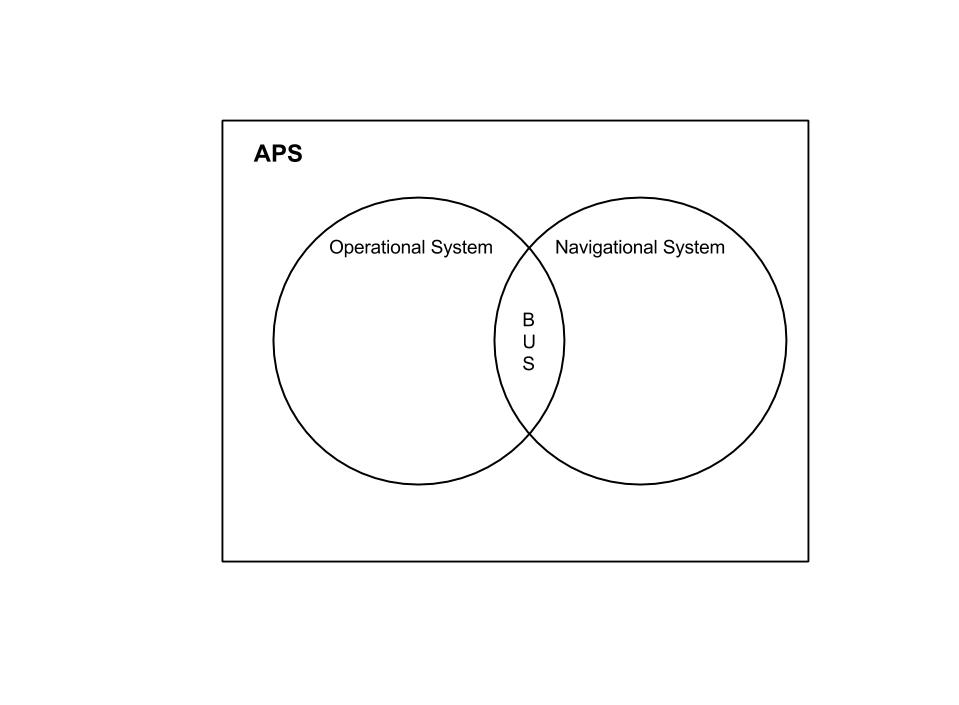 APS
Operational System
Navigational System
B
U
S